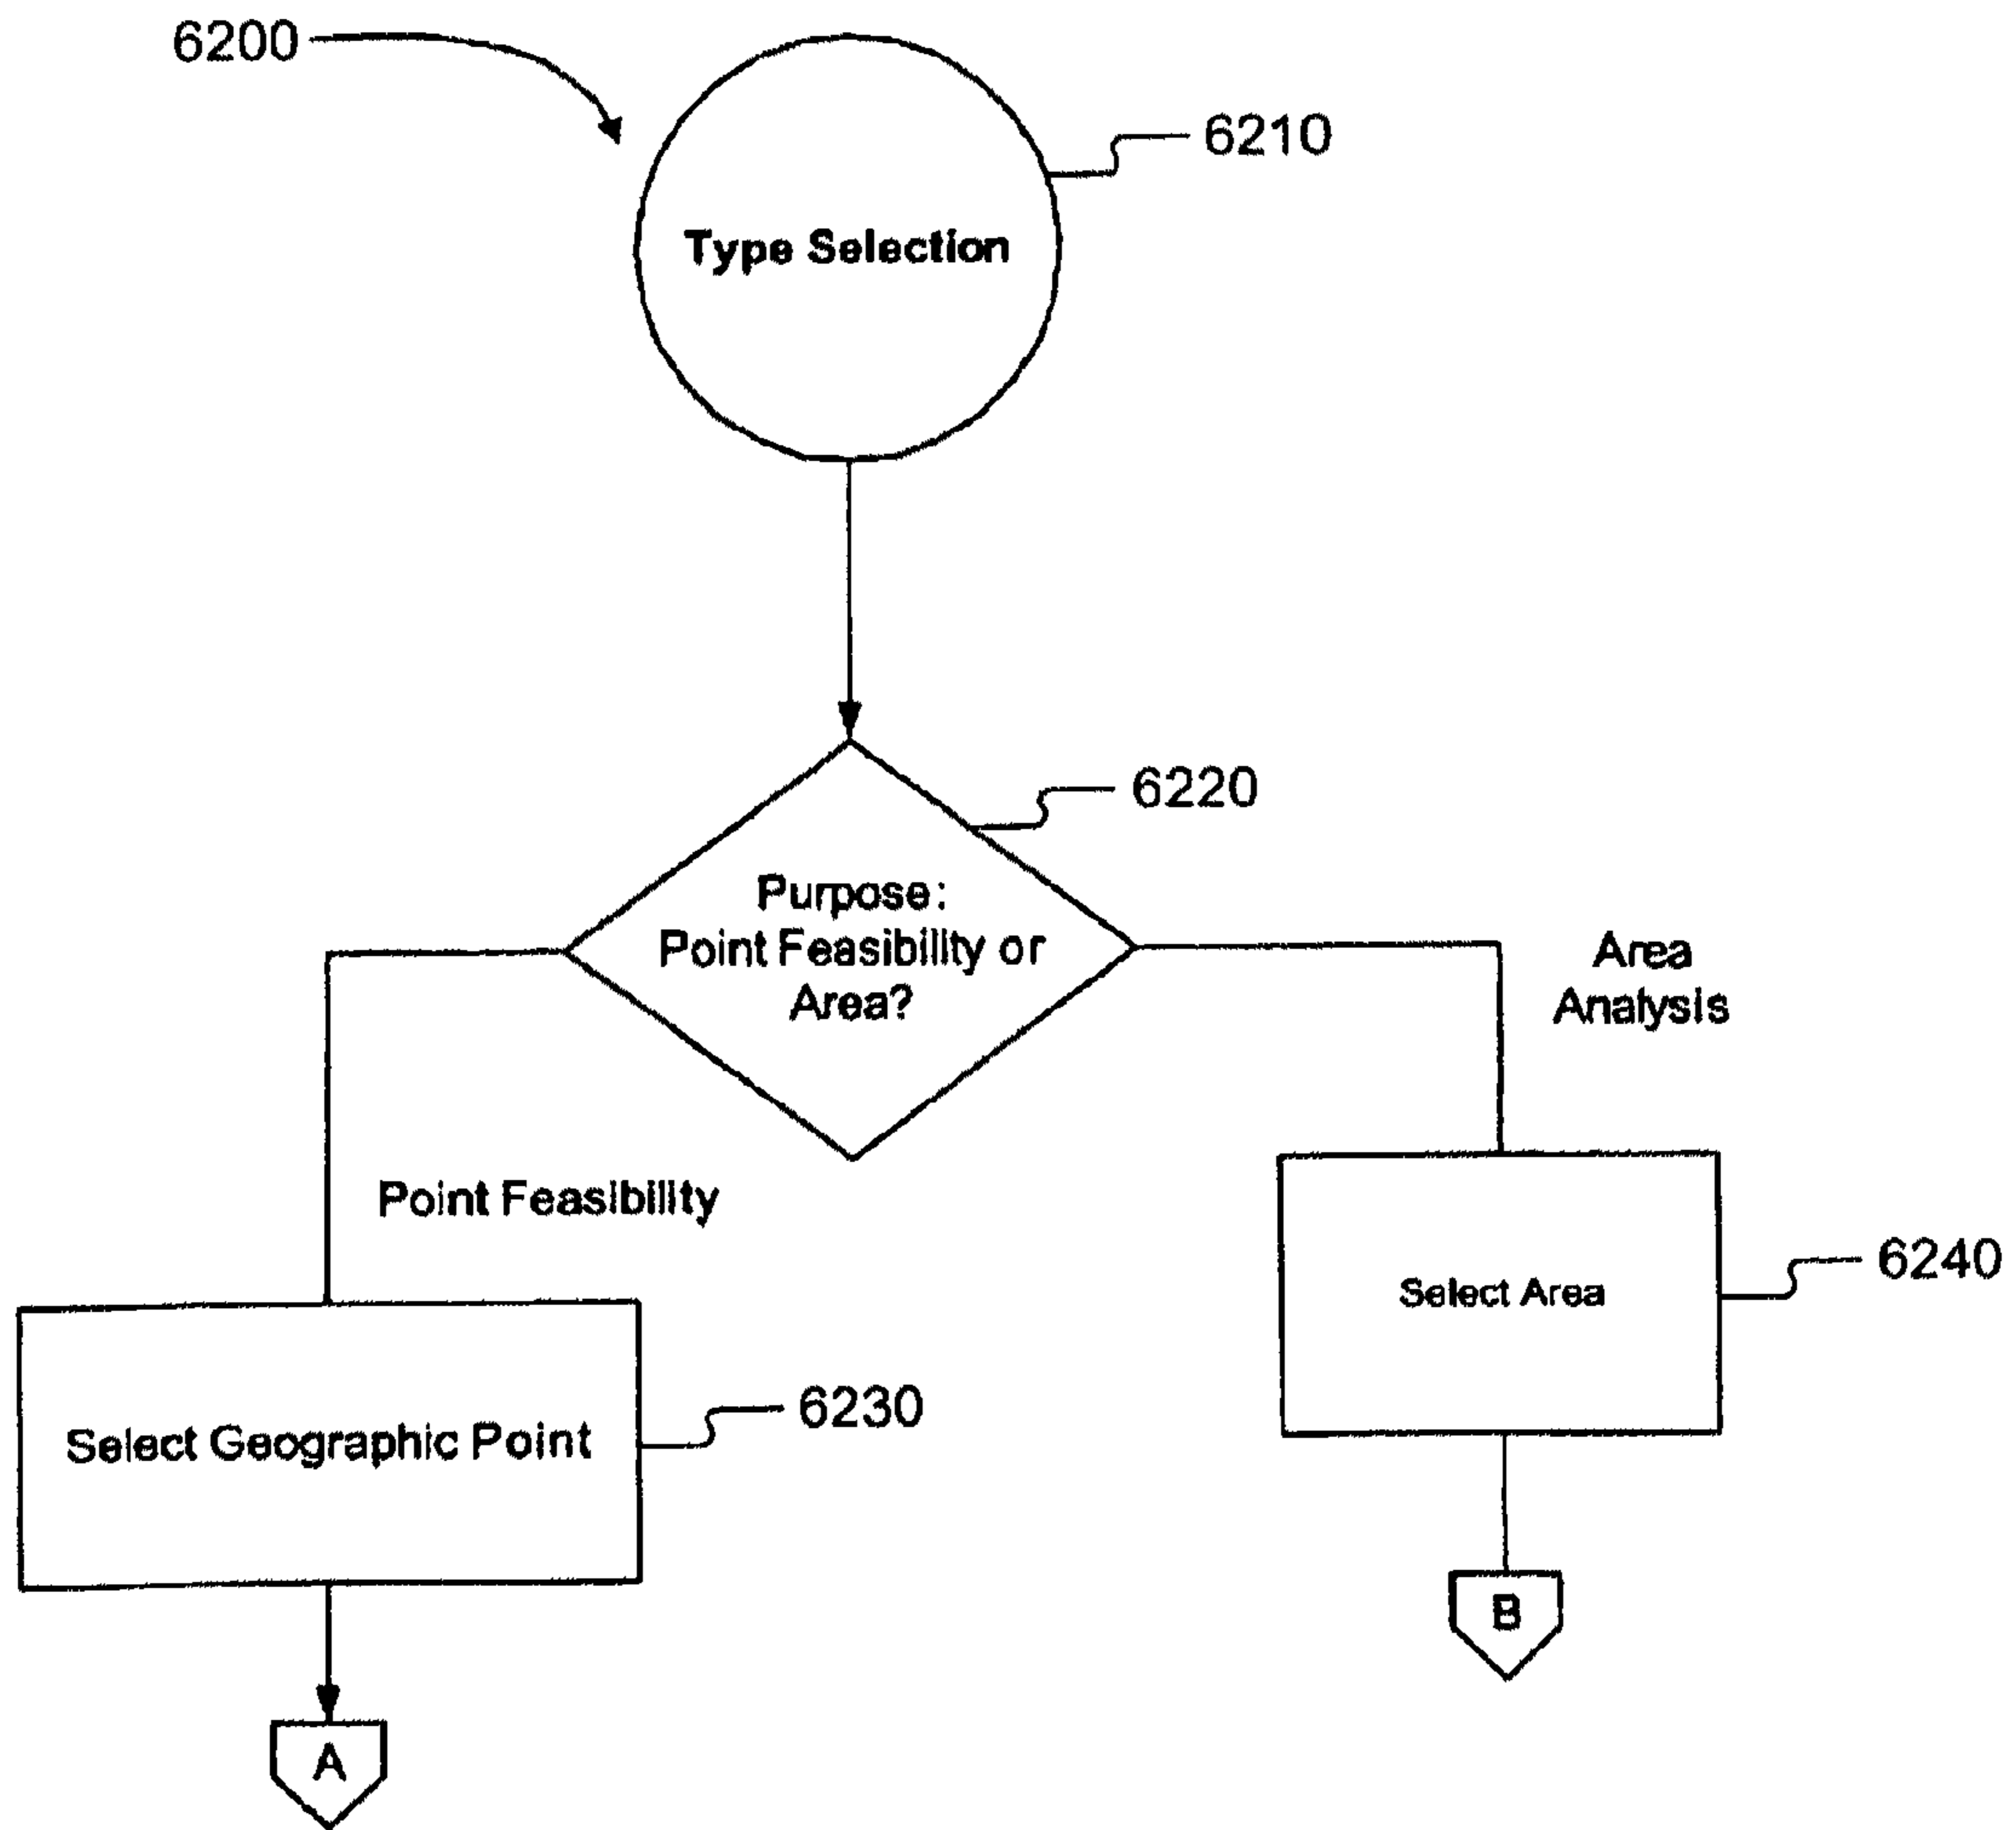 6200
6210
Type Selection
6220
Purpose:
Point Feasibility or
Area?
Area
Analysis
Point Feasibility
6240
Select Area
6230
Select Geographic Point
B
A